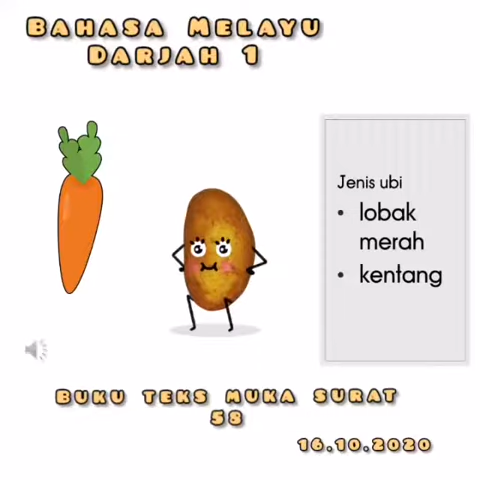 Bahasa Melayu
Darjah 1
Jenis ubi
• lobak
merah
• kentang
Buku teks muka surat
58
16.10.2020